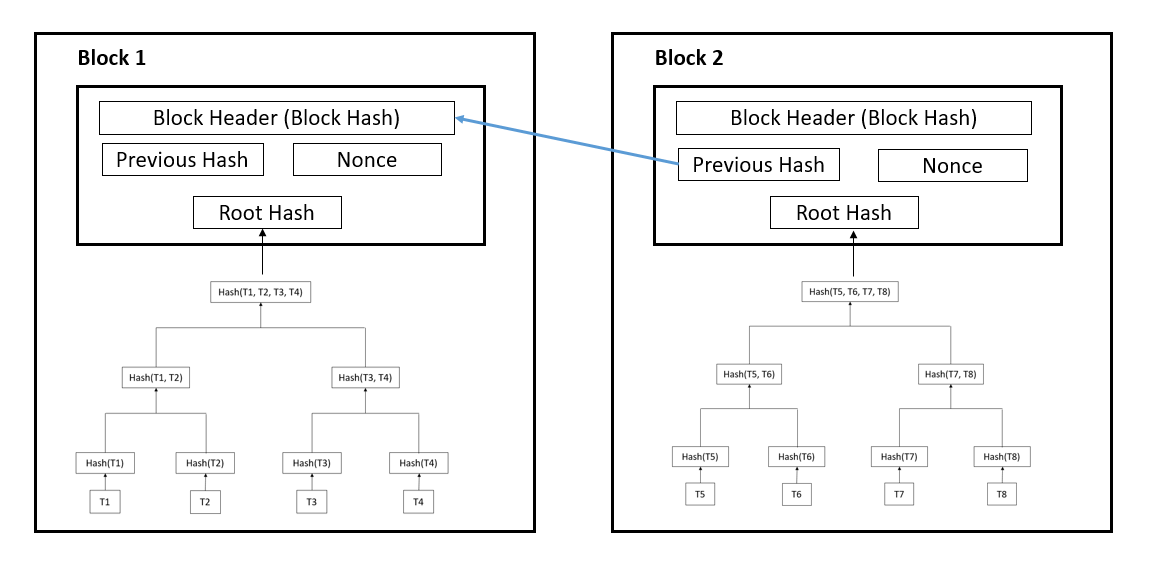 Block 1
Block Header (Block Hash)
Previous Hash
Nonce
Root Hash
Hash(T1, T2, T3, T4)
Hash(T1, T2)
Hash(T3, T4)
Hash(T1)
Hash(T2)
Hash(T3)
Hash(T4)
T1
T2
T3
T4
Block 2
Block Header (Block Hash)
Previous Hash
Nonce
Root Hash
Hash(T5, T6, T7, T8)
Hash(T5, T6)
Hash(T7, T8)
Hash(T5)
Hash(T6)
Hash(T7)
Hash(T8)
T5
T6
T7
T8